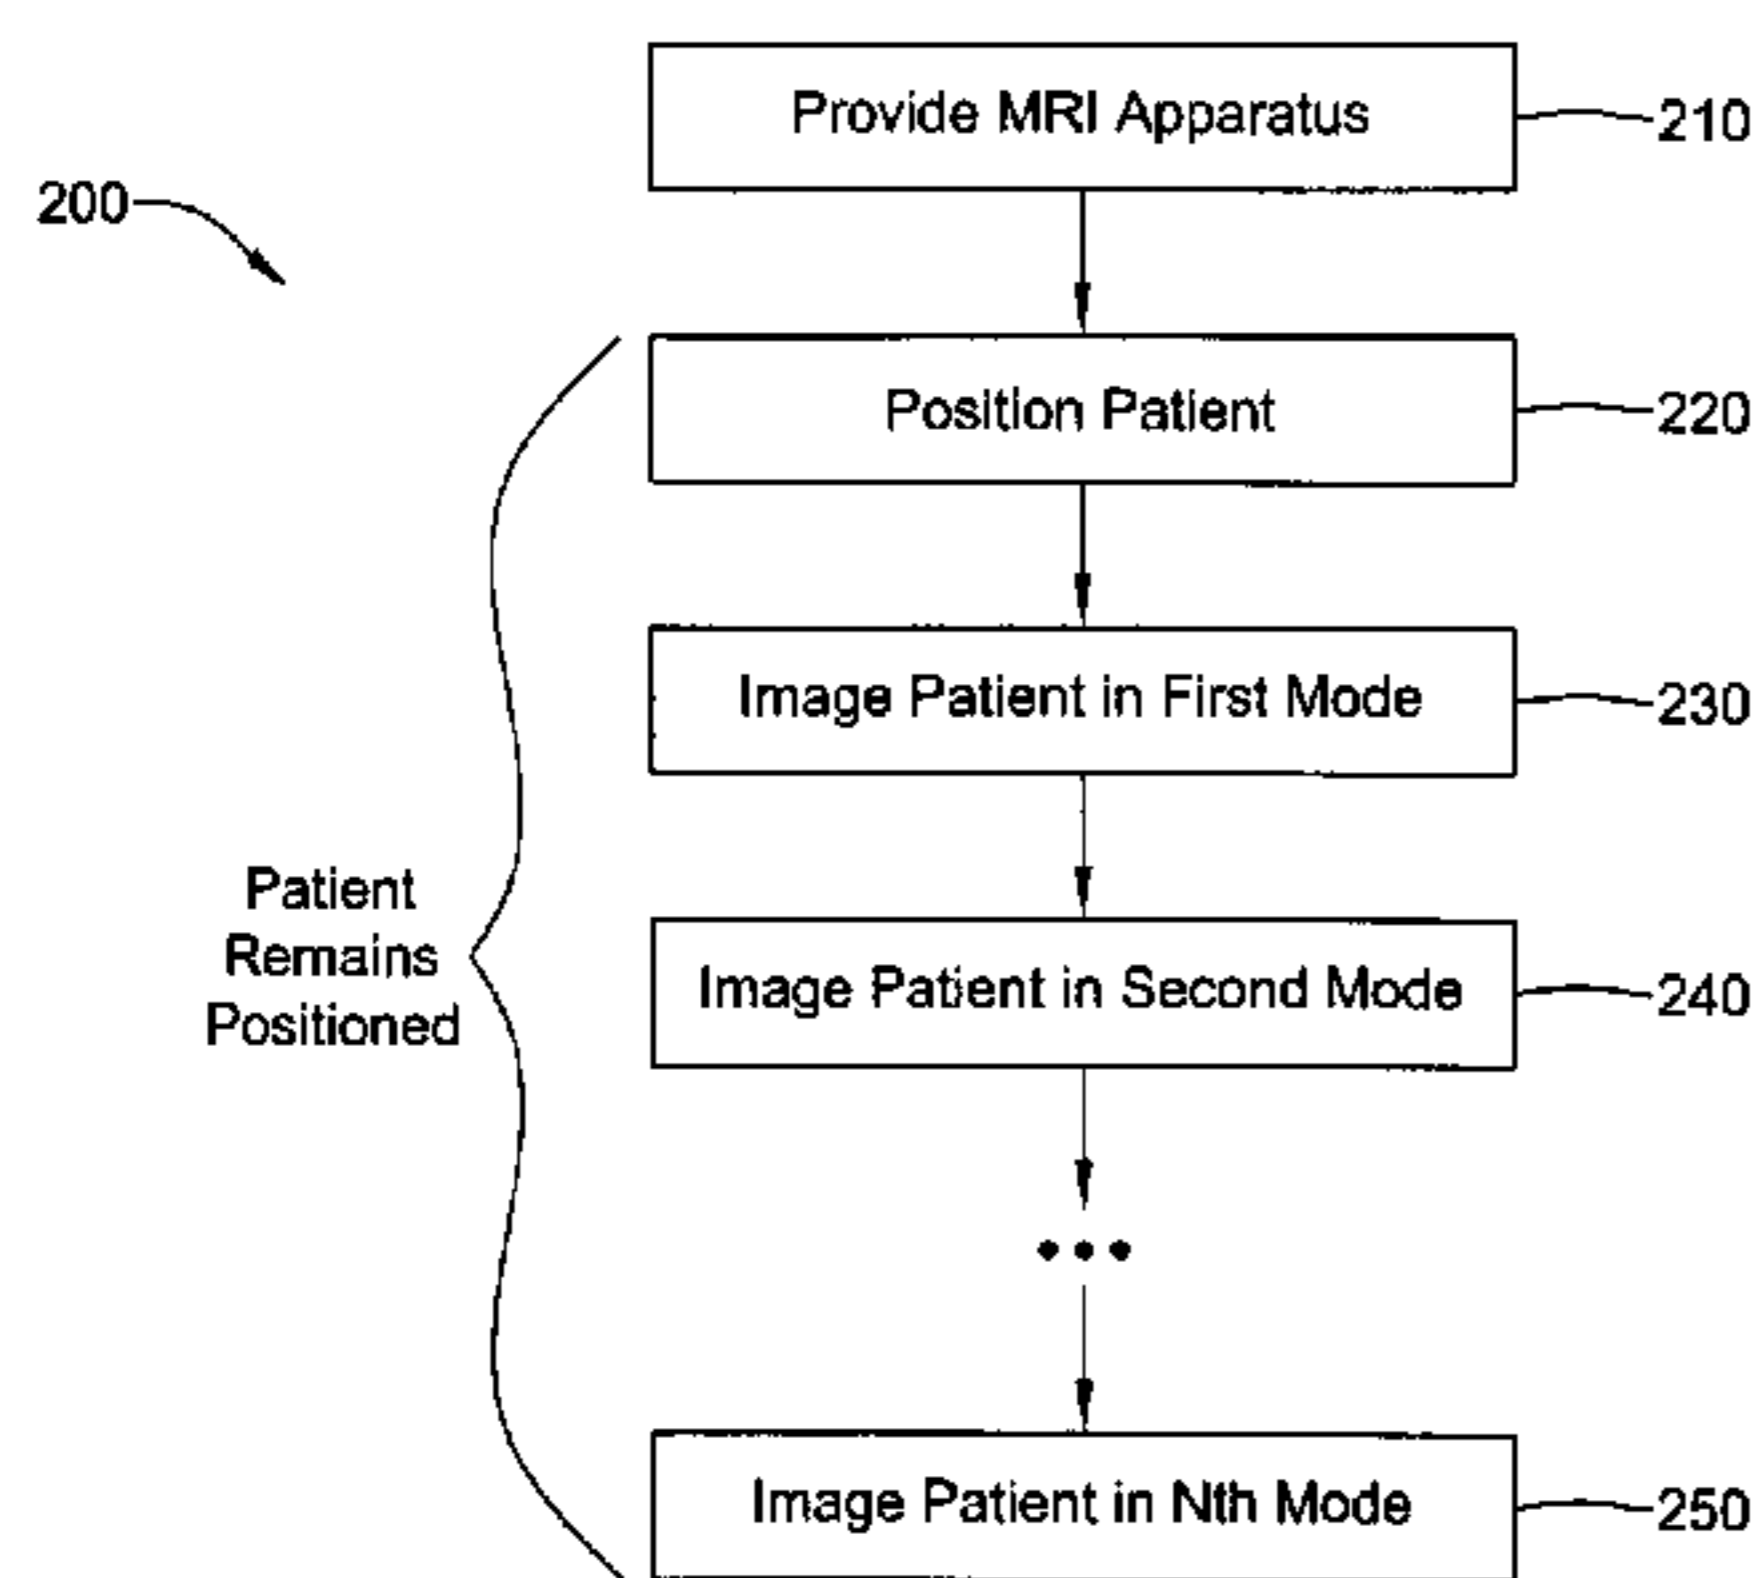 Provide MRI Apparatus
210
200
Position Patient
220
Image Patient in First Mode
230
Patient
Remains
Positioned
Image Patient in Second Mode
240
Image Patient in Nth Mode
250